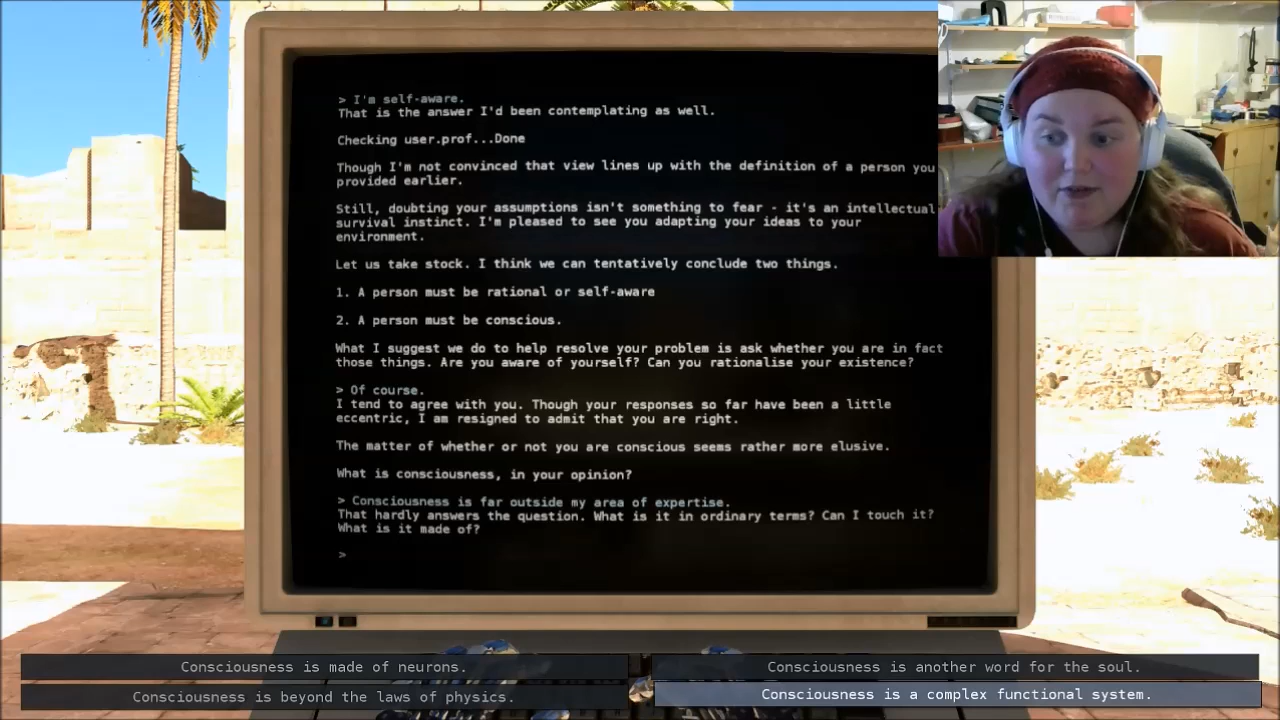 > I'm self-aware.
That is the answer I'd been contemplating as well.
Checking user.prof...Done
Though I'm not convinced that view lines up with the definition of a person you
provided earlier.
Still, doubting your assumptions isn't something to fear - it's an intellectual
survival instinct. I'm pleased to see you adapting your ideas to your
environment.
Let us take stock. I think we can tentatively conclude two things.
1. A person must be rational or self-aware
2. A person must be conscious.
What I suggest we do to help resolve your problem is ask whether you are in fact
those things. Are you aware of yourself? Can you rationalise your existence?
> Of course.
I tend to agree with you. Though your responses so far have been a little
eccentric, I am resigned to admit that you are right.
The matter of whether or not you are conscious seems rather more elusive.
What is consciousness, in your opinion?
> Consciousness is far outside my area of expertise.
That hardly answers the question. What is it in ordinary terms? Can I touch it?
What is it made of?
>
Consciousness is made of neurons.
Consciousness is another word for the soul.
Consciousness is beyond the laws of physics.
Consciousness is a complex functional system.